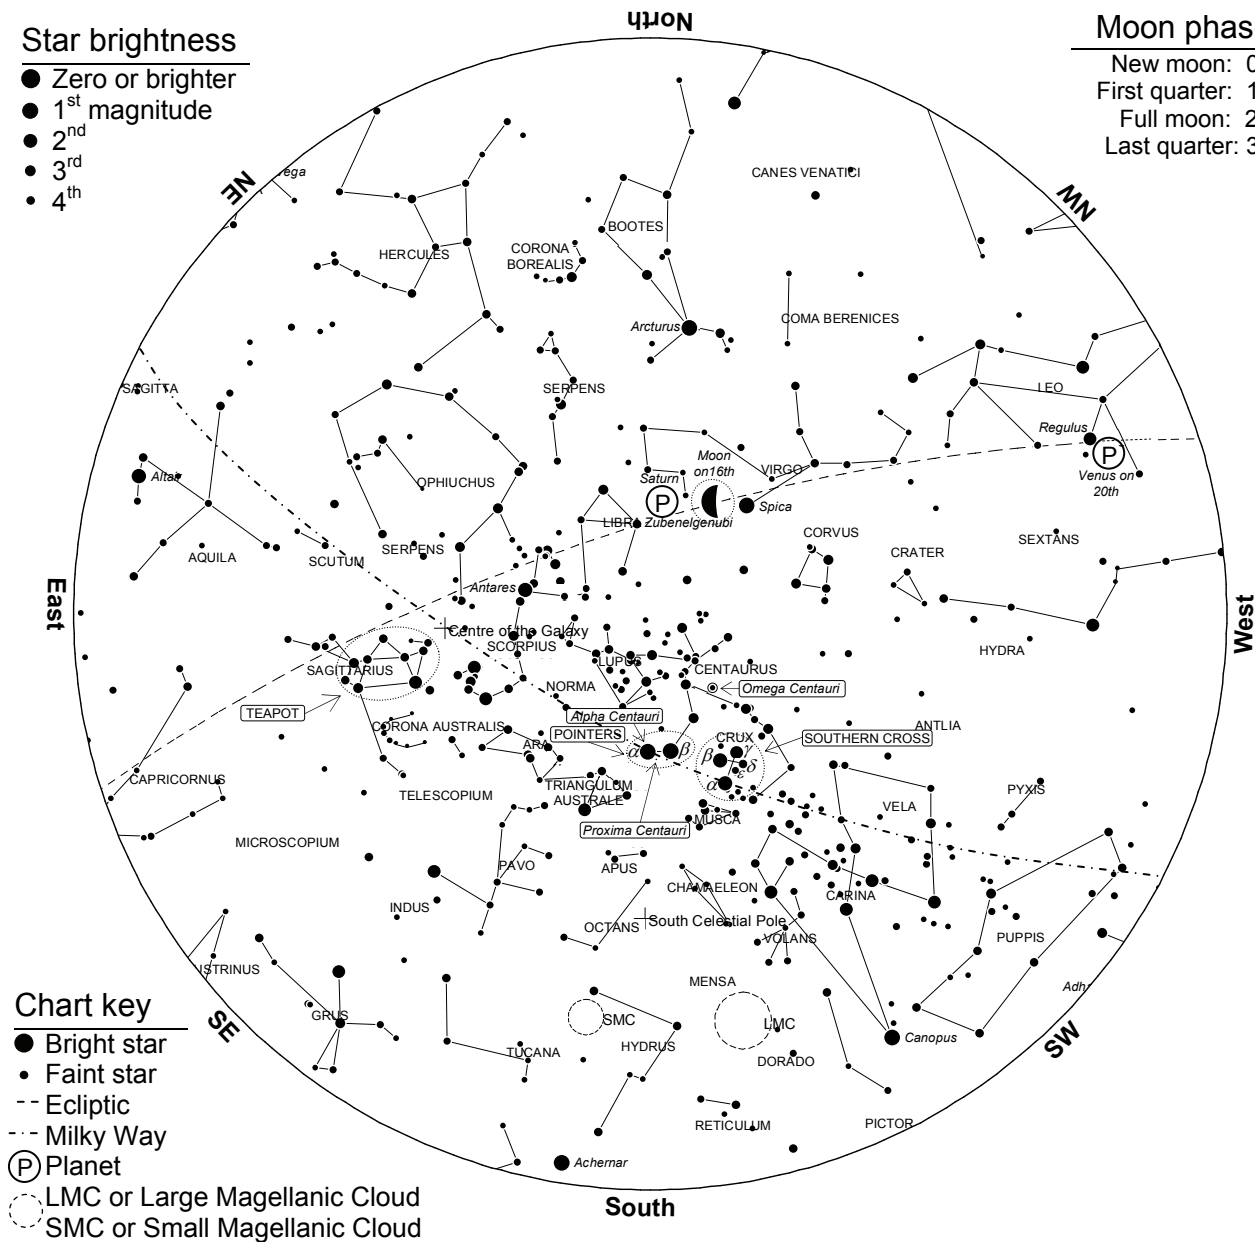 North
Star brightness
Zero or brighter
1st magnitude
2nd
3rd
4th
Moon phas
New moon: 0
First quarter: 1
Full moon: 2
Last quarter: 3
NE
NW
CANES VENATICI
BOOTES
HERCULES
CORONA
BOREALIS
Arcturus
COMA BERENICES
SAGITTA
SERPENS
LEO
Regulus
P
Venus on
20th
Altair
OPHIUCHUS
Moon
on16th
Saturn
P
VIRGO
Spica
LIBRA
Zubenelgenubi
AQUILA
SCUTUM
SERPENS
CORVUS
CRATER
SEXTANS
East
West
Antares
Centre of the Galaxy
SCORPIUS
LUPUS
CENTAURUS
HYDRA
SAGITTARIUS
TEAPOT
NORMA
Omega Centauri
Alpha Centauri
POINTERS
CORONA AUSTRALIS
ARA
α
β
CRUX
γ
β
δ
ε
α
SOUTHERN CROSS
ANTLIA
CAPRICORNUS
TELESCOPIUM
TRIANGULUM
AUSTRALE
Proxima Centauri
MUSCA
VELA
PYXIS
MICROSCOPIUM
PAVO
APUS
CHAMAELEON
CARINA
INDUS
OCTANS
South Celestial Pole
VOLANS
PUPPIS
ISTRINUS
MENSA
GRUS
SMC
LMC
HYDRUS
TUCANA
DORADO
Canopus
SE
SW
RETICULUM
PICTOR
Achernar
South
Chart key
Bright star
Faint star
Ecliptic
Milky Way
P Planet
LMC or Large Magellanic Cloud
SMC or Small Magellanic Cloud